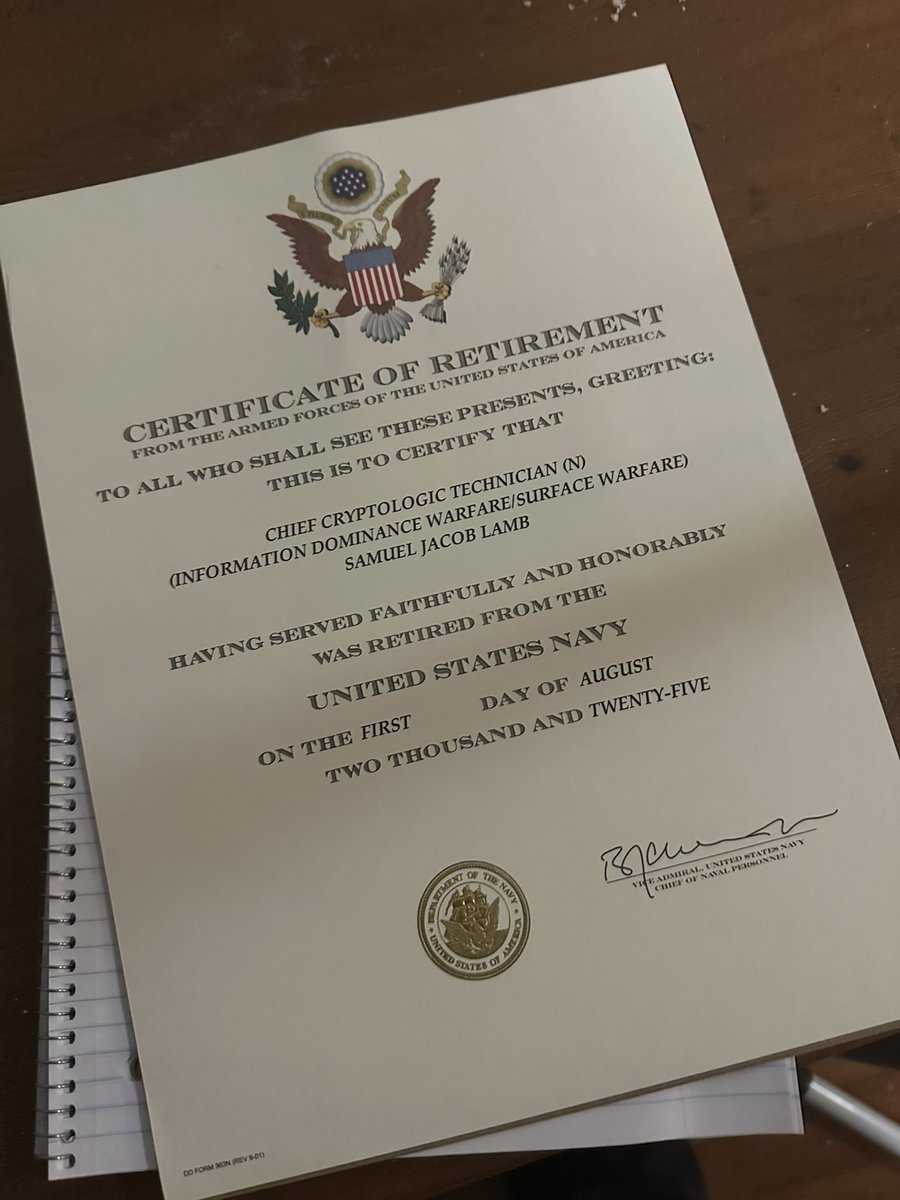 E PLURIBUS UNUM
CERTIFICATE OF RETIREMENT
FROM THE ARMED FORCES OF THE UNITED STATES OF AMERICA
TO ALL WHO SHALL SEE THESE PRESENTS, GREETING:
THIS IS TO CERTIFY THAT
CHIEF CRYPTOLOGIC TECHNICIAN (N)
(INFORMATION DOMINANCE WARFARE/SURFACE WARFARE)
SAMUEL JACOB LAMB
HAVING SERVED FAITHFULLY AND HONORABLY
WAS RETIRED FROM THE
UNITED STATES NAVY
ON THE FIRST DAY OF AUGUST
TWO THOUSAND AND TWENTY-FIVE
VICE ADMIRAL, UNITED STATES NAVY
CHIEF OF NAVAL PERSONNEL
DEPARTMENT OF THE NAVY
UNITED STATES OF AMERICA
DD FORM 363N (REV 9-01)